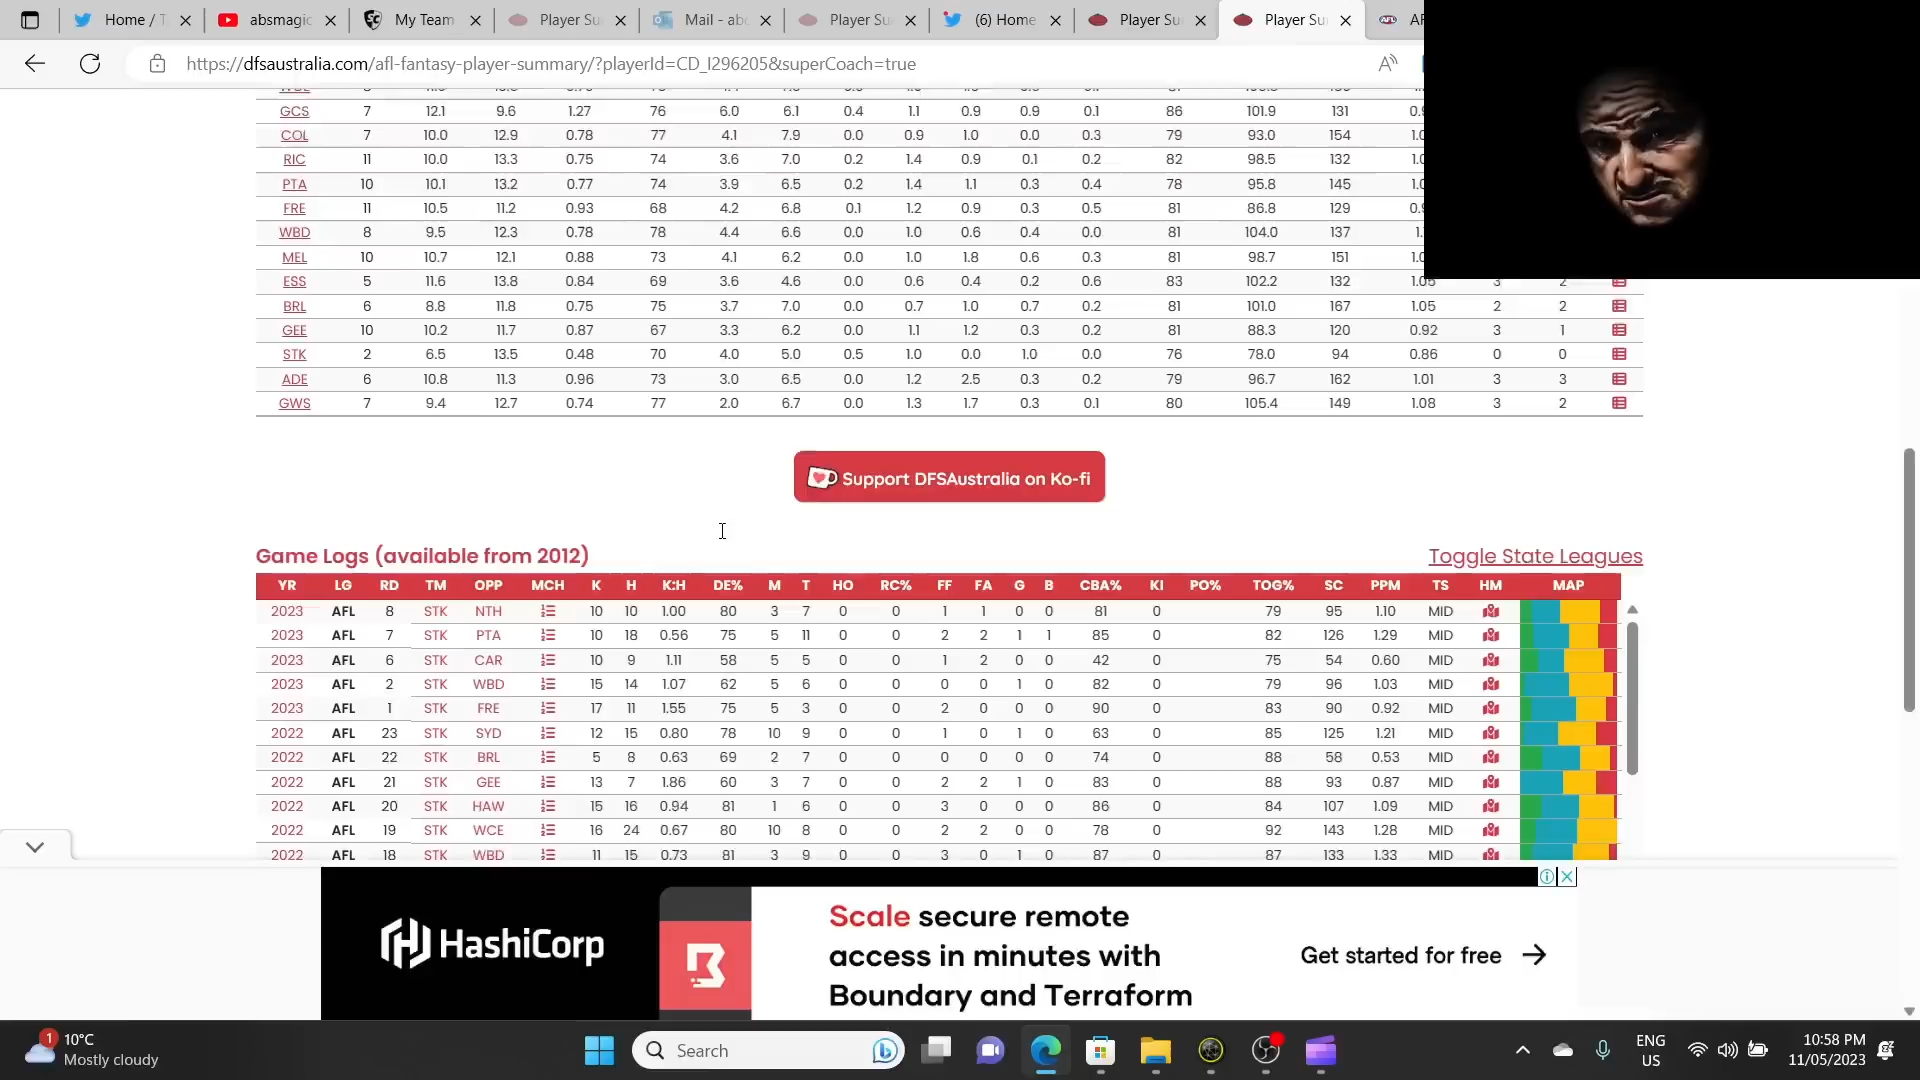 Home / T
absmagic
My Team
Player Su
Mail - ab
Player Su
(6) Home
Player Su
Player Su
https://dfsaustralia.com/afl-fantasy-player-summary/?playerId=CD_I296205&superCoach=true
GCS 7 12.1 9.6 1.27 76 6.0 6.1 0.4 1.1 0.9 0.9 0.1 86 101.9 131
COL 7 10.0 12.9 0.78 77 4.1 7.9 0.0 0.9 1.0 0.0 0.3 79 93.0 154
RIC 11 10.0 13.3 0.75 74 3.6 7.0 0.2 1.4 0.9 0.1 0.2 82 98.5 132
PTA 10 10.1 13.2 0.77 74 3.9 6.5 0.2 1.4 1.1 0.3 0.4 78 95.8 145
FRE 11 10.5 11.2 0.93 68 4.2 6.8 0.1 1.2 0.9 0.3 0.5 81 86.8 129
WBD 8 9.5 12.3 0.78 78 4.4 6.6 0.0 1.0 0.6 0.4 0.0 81 104.0 137
MEL 10 10.7 12.1 0.88 73 4.1 6.2 0.0 1.0 1.8 0.6 0.3 81 98.7 151
ESS 5 11.6 13.8 0.84 69 3.6 4.6 0.0 0.6 0.4 0.2 0.6 83 102.2 132 1.05 3 2
BRL 6 8.8 11.8 0.75 75 3.7 7.0 0.0 0.7 1.0 0.7 0.2 81 101.0 167 1.05 2 2
GEE 10 10.2 11.7 0.87 67 3.3 6.2 0.0 1.1 1.2 0.3 0.2 81 88.3 120 0.92 3 1
STK 2 6.5 13.5 0.48 70 4.0 5.0 0.5 1.0 0.0 1.0 0.0 76 78.0 94 0.86 0 0
ADE 6 10.8 11.3 0.96 73 3.0 6.5 0.0 1.2 2.5 0.3 0.2 79 96.7 162 1.01 3 3
GWS 7 9.4 12.7 0.74 77 2.0 6.7 0.0 1.3 1.7 0.3 0.1 80 105.4 149 1.08 3 2
Support DFSAustralia on Ko-fi
Game Logs (available from 2012)
Toggle State Leagues
YR LG RD TM OPP MCH K H K:H DE% M T HO RC% FF FA G B CBA% KI PO% TOG% SC PPM TS HM MAP
2023 AFL 8 STK NTH 10 10 1.00 80 3 7 0 0 1 1 0 0 81 0 79 95 1.10 MID
2023 AFL 7 STK PTA 10 18 0.56 75 5 11 0 0 2 2 1 1 85 0 82 126 1.29 MID
2023 AFL 6 STK CAR 10 9 1.11 58 5 5 0 0 1 2 0 0 42 0 75 54 0.60 MID
2023 AFL 2 STK WBD 15 14 1.07 62 5 6 0 0 0 0 1 0 82 0 79 96 1.03 MID
2023 AFL 1 STK FRE 17 11 1.55 75 5 3 0 0 2 0 0 0 90 0 83 90 0.92 MID
2022 AFL 23 STK SYD 12 15 0.80 78 10 9 0 0 1 0 1 0 63 0 85 125 1.21 MID
2022 AFL 22 STK BRL 5 8 0.63 69 2 7 0 0 0 0 0 0 74 0 88 58 0.53 MID
2022 AFL 21 STK GEE 13 7 1.86 60 3 7 0 0 2 2 1 0 83 0 88 93 0.87 MID
2022 AFL 20 STK HAW 15 16 0.94 81 1 6 0 0 3 0 0 0 86 0 84 107 1.09 MID
2022 AFL 19 STK WCE 16 24 0.67 80 10 8 0 0 2 2 0 0 78 0 92 143 1.28 MID
2022 AFL 18 STK WBD 11 15 0.73 81 3 9 0 0 3 0 1 0 87 0 87 133 1.33 MID
HashiCorp
Scale secure remote
access in minutes with
Boundary and Terraform
Get started for free
1
10°C
Mostly cloudy
Search
ENG
US
10:58 PM
11/05/2023